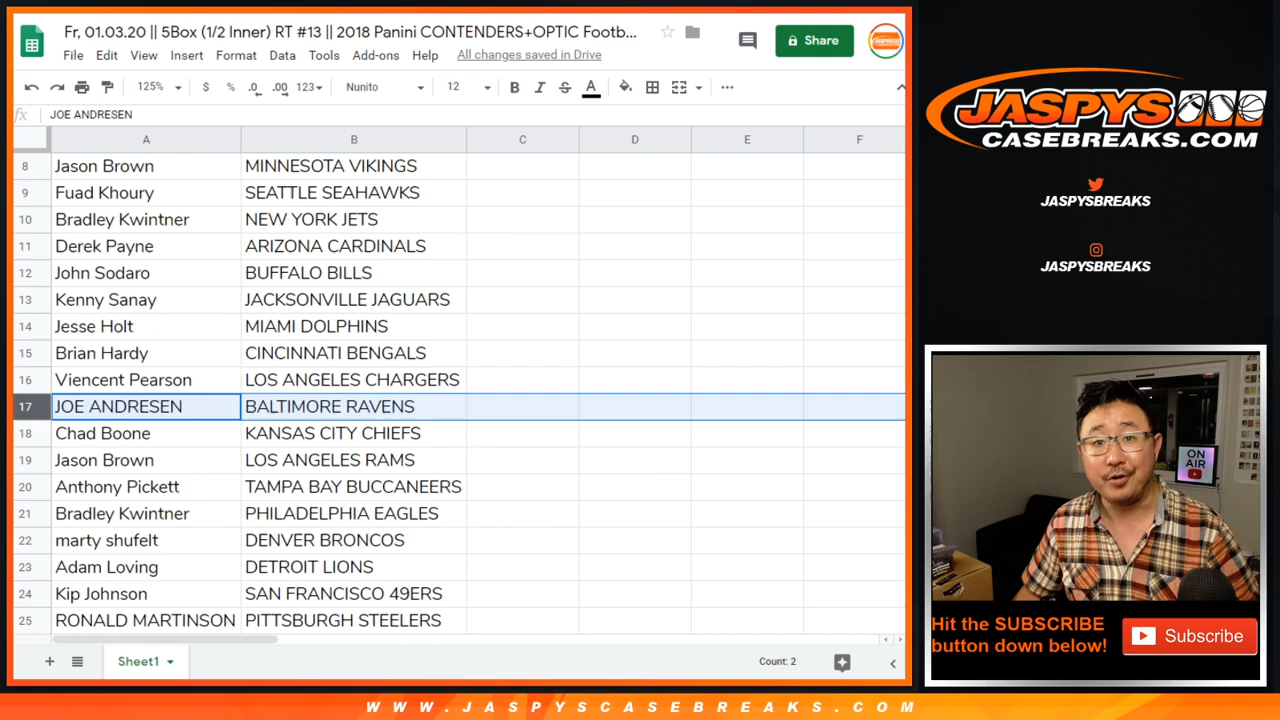 Fr, 01.03.20 || 5Box (1/2 Inner) RT #13 || 2018 Panini CONTENDERS+OPTIC Footb...
File Edit View Insert Format Data Tools Add-ons Help All changes saved in Drive
Share
125% $ % .0 .00 123 Nunito 12 B I S A
fx JOE ANDRESEN
A B C D E F
8 Jason Brown MINNESOTA VIKINGS
9 Fuad Khoury SEATTLE SEAHAWKS
10 Bradley Kwintner NEW YORK JETS
11 Derek Payne ARIZONA CARDINALS
12 John Sodaro BUFFALO BILLS
13 Kenny Sanay JACKSONVILLE JAGUARS
14 Jesse Holt MIAMI DOLPHINS
15 Brian Hardy CINCINNATI BENGALS
16 Viencent Pearson LOS ANGELES CHARGERS
17 JOE ANDRESEN BALTIMORE RAVENS
18 Chad Boone KANSAS CITY CHIEFS
19 Jason Brown LOS ANGELES RAMS
20 Anthony Pickett TAMPA BAY BUCCANEERS
21 Bradley Kwintner PHILADELPHIA EAGLES
22 marty shufelt DENVER BRONCOS
23 Adam Loving DETROIT LIONS
24 Kip Johnson SAN FRANCISCO 49ERS
25 RONALD MARTINSON PITTSBURGH STEELERS
Sheet1
Count: 2
JASPYS
CASEBREAKS.COM
JASPYSBREAKS
JASPYSBREAKS
ON
AIR
Hit the SUBSCRIBE
button down below!
Subscribe
WWW.JASPYSCASEBREAKS.COM